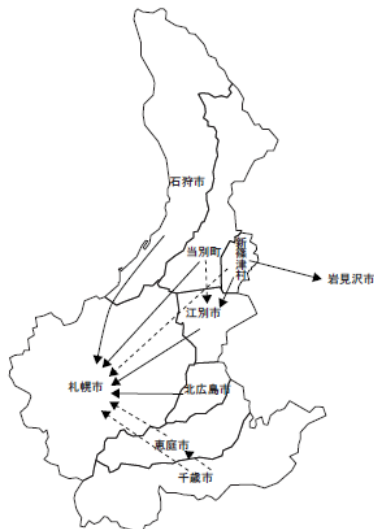 石狩市
当別町
新篠津村
岩見沢市
江別市
札幌市
北広島市
恵庭市
千歳市